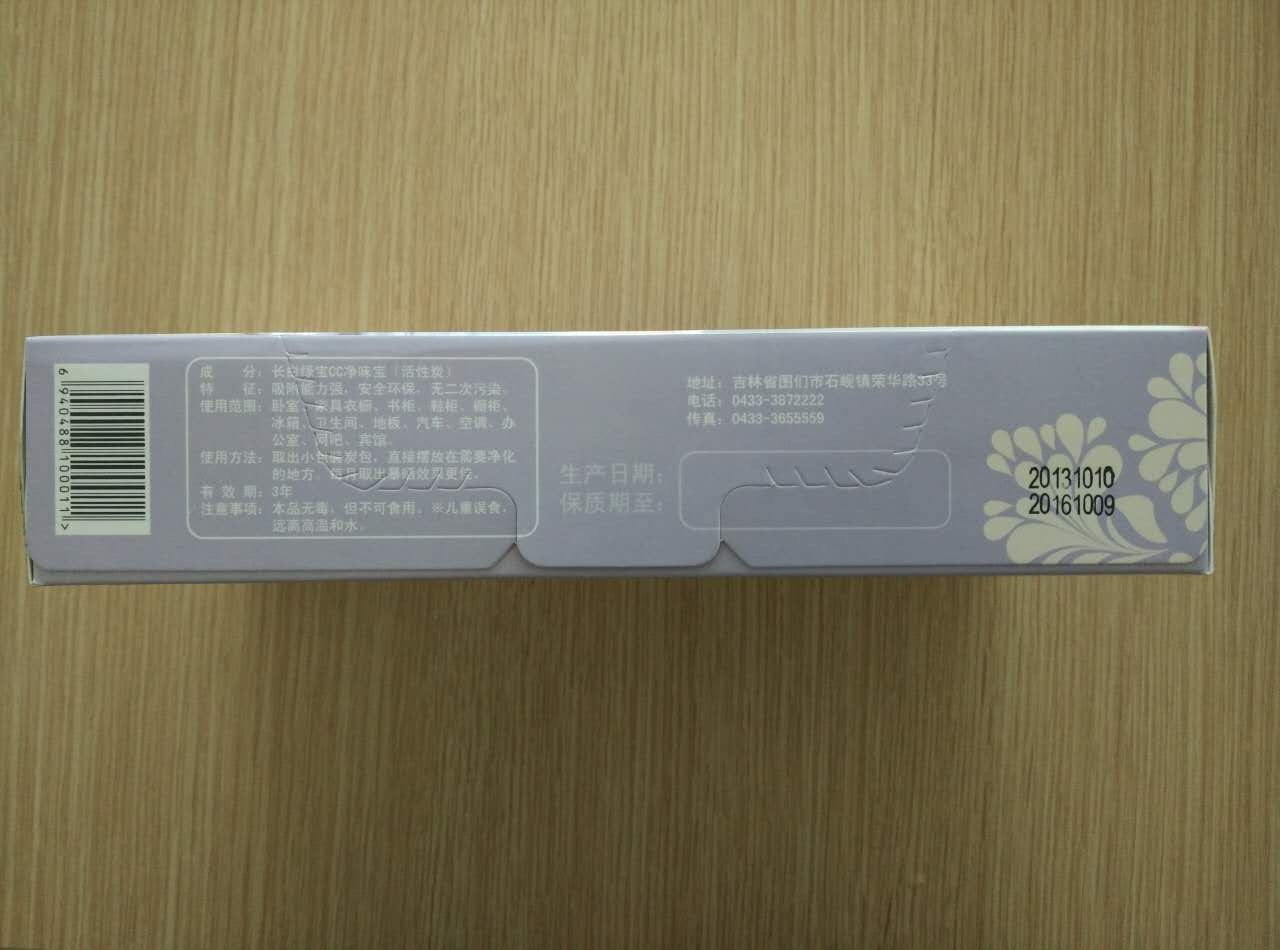 6940488100011>
成 分：长白绿宝CC净味宝（活性炭）
特 征：吸附能力强，安全环保，无二次污染。
使用范围：卧室、家具衣橱、书柜、鞋柜、橱柜、
冰箱、卫生间、地板、汽车、空调、办
公室、网吧、宾馆。
使用方法：取出小包装炭包，直接摆放在需要净化
的地方，每月取出暴晒效果更佳。
有 效 期：3年
注意事项：本品无毒，但不可食用。※儿童误食，
远离高温和水。
地址：吉林省图们市石岘镇荣华路33号
电话：0433-3872222
传真：0433-3655559
生产日期：
保质期至：
20131010
20161009